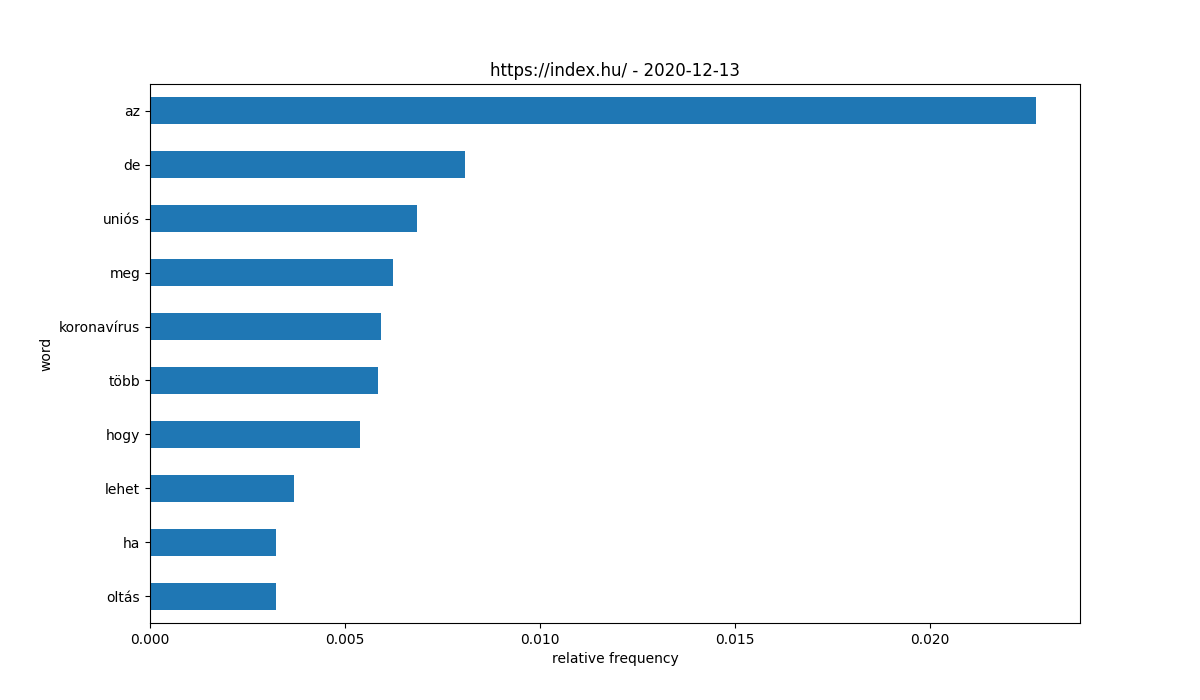 https://index.hu/ - 2020-12-13
az
de
uniós
meg
koronavírus
több
hogy
lehet
ha
oltás
word
0.000 0.005 0.010 0.015 0.020
relative frequency